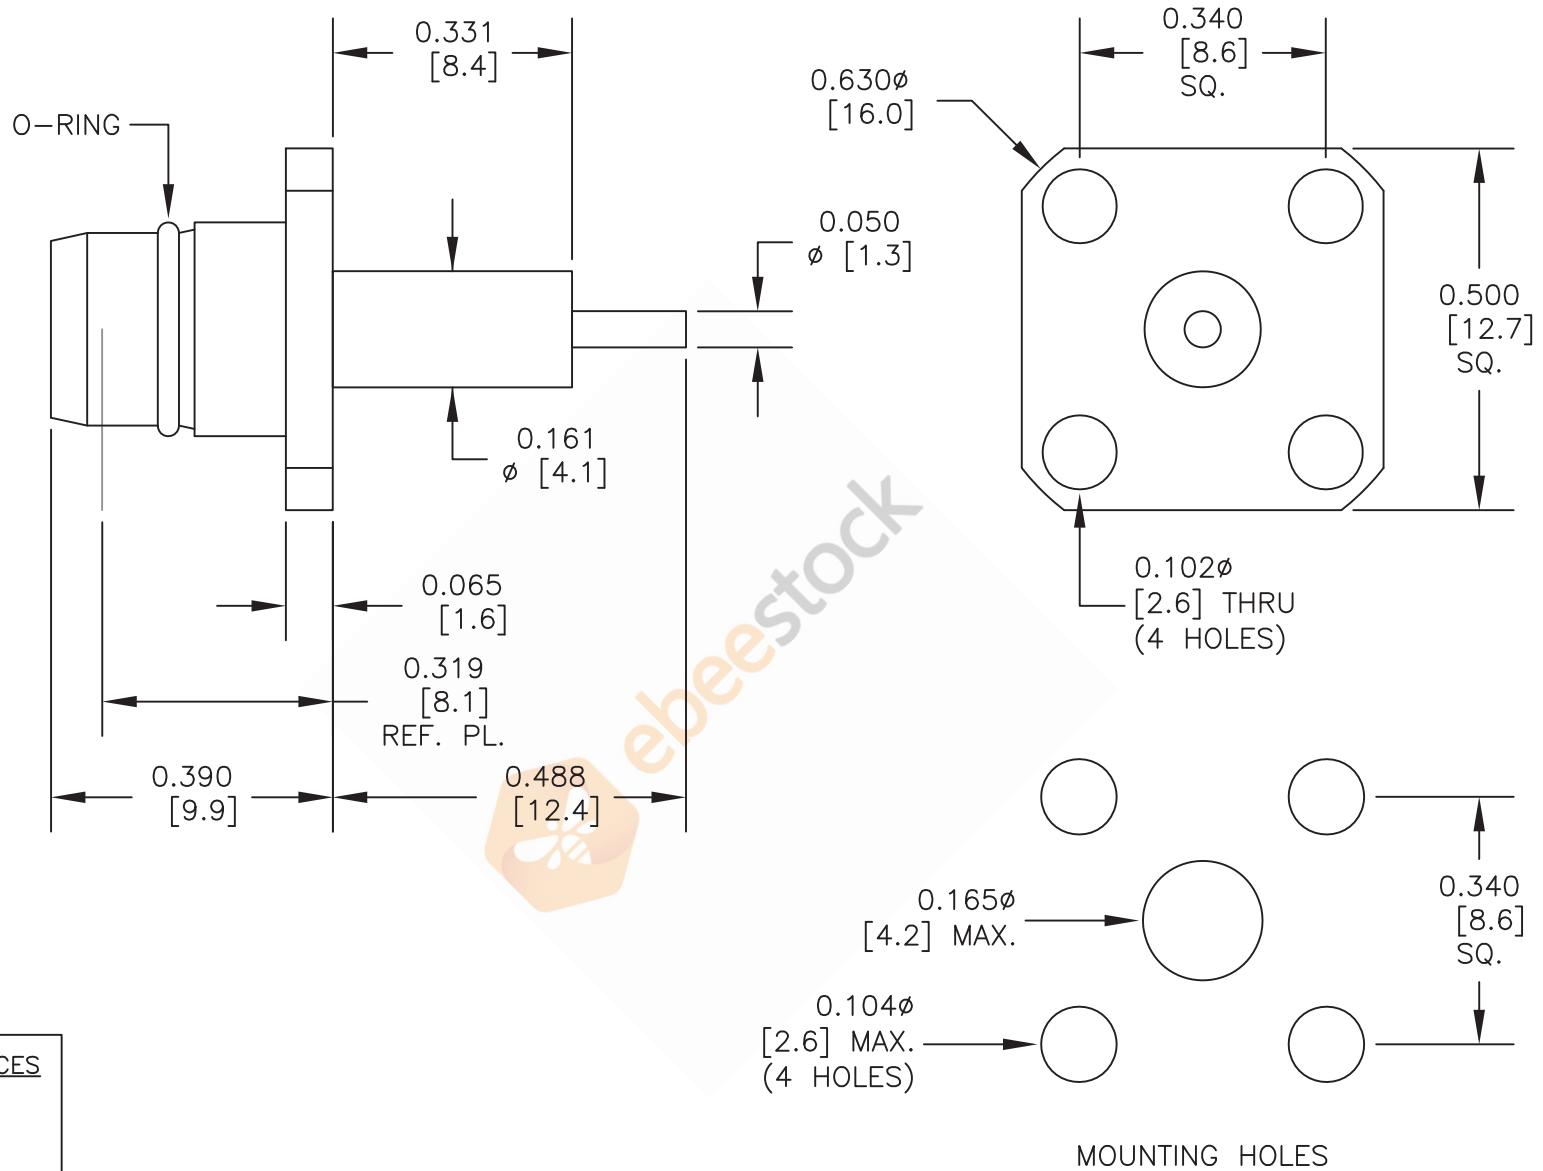 0.331
[8.4]
O-RING
0.340
[8.6]
SQ.
0.630ø
[16.0]
0.050
ø [1.3]
0.161
ø [4.1]
0.500
[12.7]
SQ.
0.102ø
[2.6] THRU
(4 HOLES)
0.065
[1.6]
0.319
[8.1]
REF. PL.
0.390
[9.9]
0.488
[12.4]
ebeestock
0.165ø
[4.2] MAX.
0.340
[8.6]
SQ.
0.104ø
[2.6] MAX.
(4 HOLES)
CES
MOUNTING HOLES